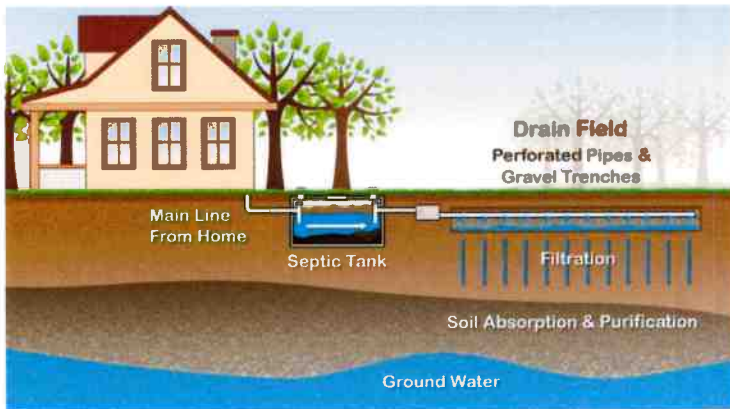 Drain Field
Perforated Pipes &
Gravel Trenches
Main Line
From Home
Septic Tank
Filtration
Soil Absorption & Purification
Ground Water